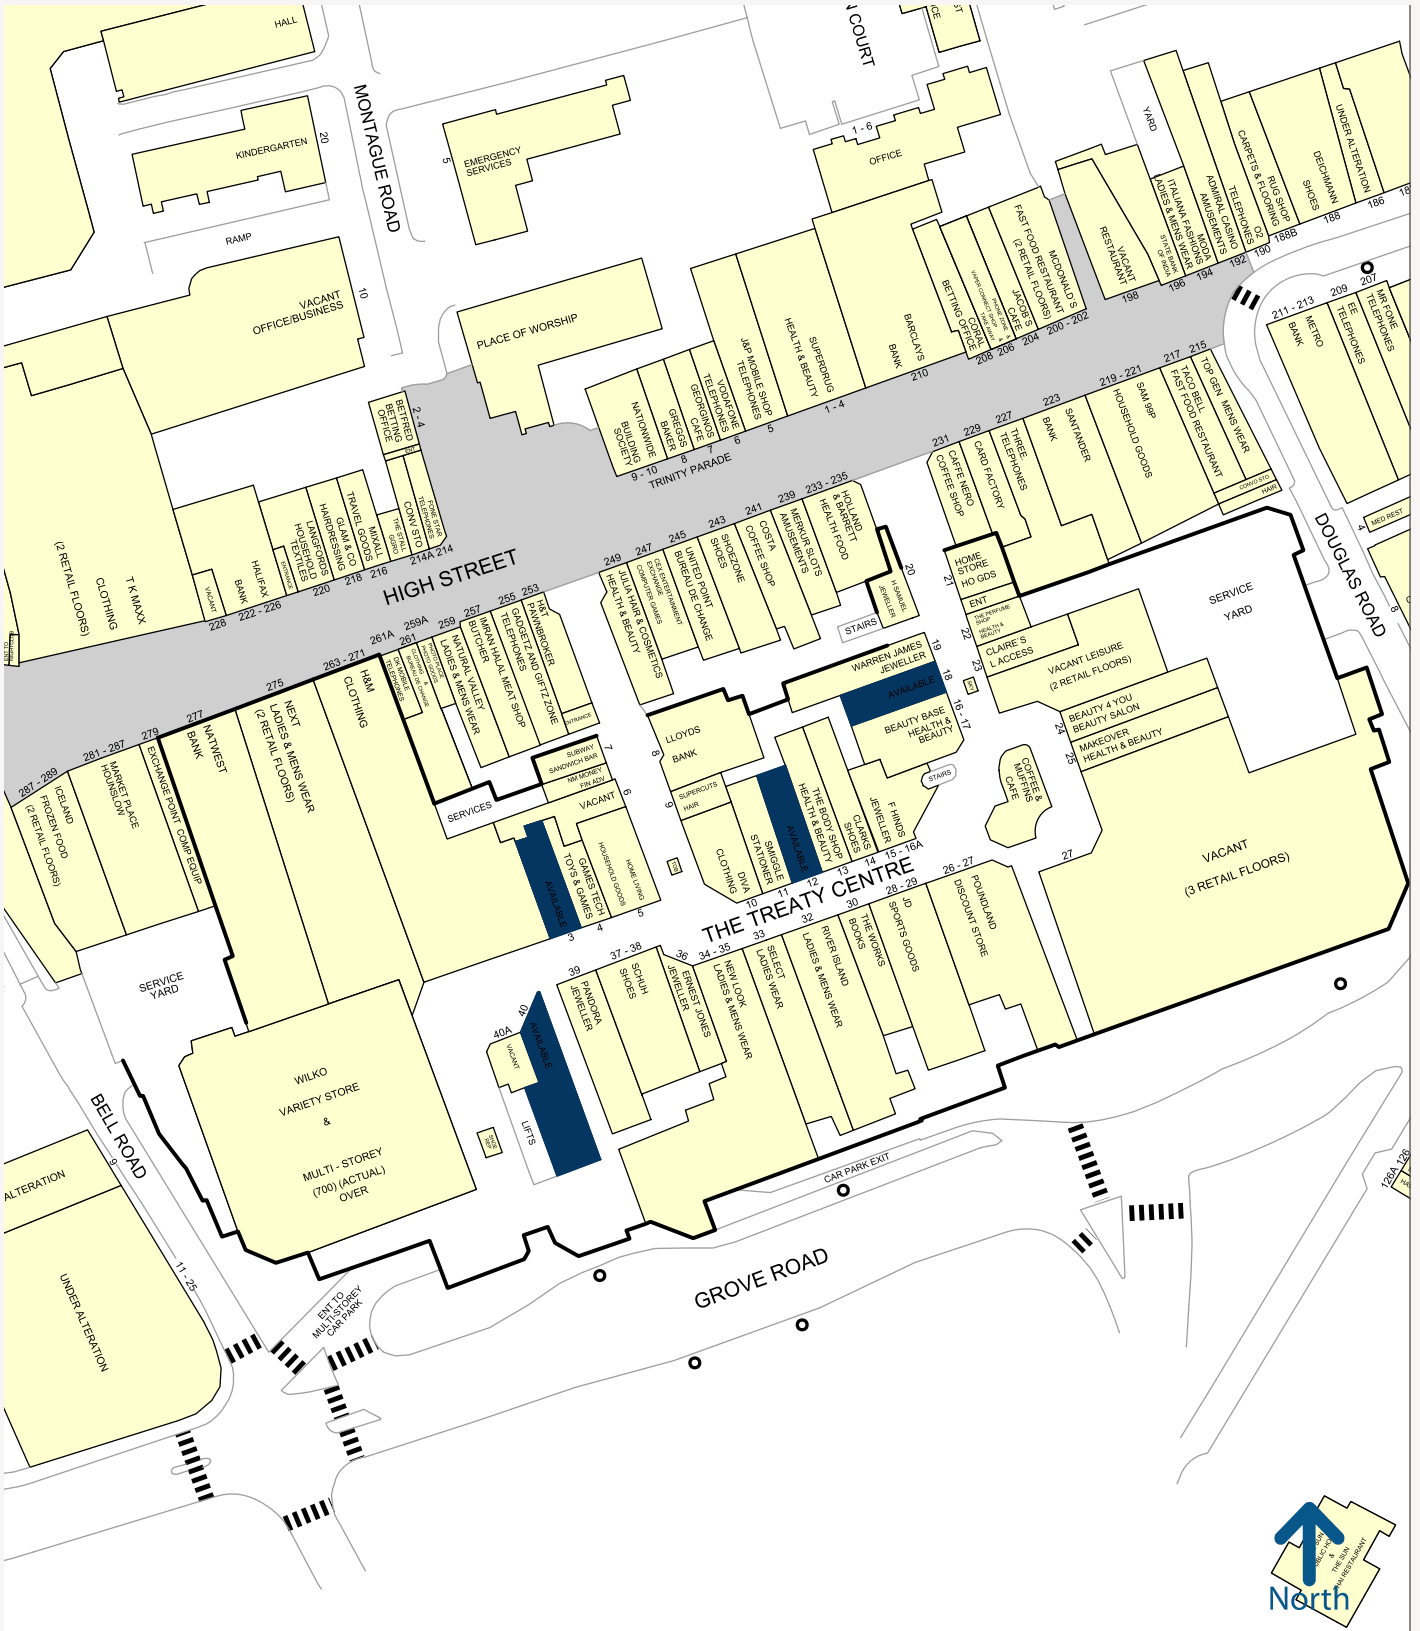 HALL
N COURT
MONTAGUE ROAD
KINDERGARTEN
20
5
EMERGENCY
SERVICES
1 - 6
OFFICE
RAMP
VACANT
OFFICE/BUSINESS
10
PLACE OF WORSHIP
YARD
VACANT
RESTAURANT
198
STATE BANK
OF INDIA
196
ITALIANA FASHIONS
LADIES & MENS WEAR
194
MODA
ADMIRAL CASINO
AMUSEMENTS
192
O2
TELEPHONES
190
CARPETS & FLOORING
RUG SHOP
188B
DEICHMANN
SHOES
188
UNDER ALTERATION
186
MCDONALD'S
FAST FOOD RESTAURANT
(2 RETAIL FLOORS)
200 - 202
JACOB'S
CAFE
204
206
208
CORAL
BETTING OFFICE
BARCLAYS
BANK
210
SUPERDRUG
HEALTH & BEAUTY
1 - 4
J&P MOBILE SHOP
TELEPHONES
5
VODAFONE
TELEPHONES
6
GEORGINOS
CAFE
7
GREGGS
BAKER
8
NATIONWIDE
BUILDING
SOCIETY
9 - 10
TRINITY PARADE
211 - 213
METRO
BANK
209
EE
TELEPHONES
207
MR FONE
TELEPHONES
MED REST
4
DOUGLAS ROAD
8
BETFRED
BETTING
OFFICE
2 - 4
CONV STO
FONE STAR
TELEPHONES
214A 214
MIXALL
TRAVEL GOODS
216
GLAM & CO
HAIRDRESSING
218
LANGFORDS
HOUSEHOLD
TEXTILES
220
ENTRANCE
HALIFAX
BANK
222 - 226
VACANT
228
T K MAXX
CLOTHING
(2 RETAIL FLOORS)
HIGH STREET
215
TOP GEN MENS WEAR
217
TACO BELL
FAST FOOD RESTAURANT
219 - 221
SAM 99P
HOUSEHOLD GOODS
CONVO STO
HAIR
223
SANTANDER
BANK
227
THREE
TELEPHONES
229
CARD FACTORY
231
CAFFE NERO
COFFEE SHOP
233 - 235
HOLLAND
& BARRETT
HEALTH FOOD
239
MERKUR SLOTS
AMUSEMENTS
241
COSTA
COFFEE SHOP
243
SHOEZONE
SHOES
245
UNITED POINT
BUREAU DE CHANGE
247
CEX ENTERTAINMENT
EXCHANGE
COMPUTER GAMES
249
JULIA HAIR & COSMETICS
HEALTH & BEAUTY
253
H&T
PAWNBROKER
255
GADGETZ AND GIFTZ ZONE
TELEPHONES
257
IMRAN HALAL MEAT SHOP
BUTCHER
259
NATURAL VALLEY
LADIES & MENS WEAR
259A
261
261A
DK MOBILE
TELEPHONES
263 - 271
H&M
CLOTHING
275
NEXT
LADIES & MENS WEAR
(2 RETAIL FLOORS)
277
NATWEST
BANK
279
EXCHANGE POINT COMP EQUIP
281 - 287
MARKET PLACE
HOUNSLOW
287 - 289
ICELAND
FROZEN FOOD
(2 RETAIL FLOORS)
ENTRANCE
SUBWAY
SANDWICH BAR
7
NM MONEY
FIN ADV
VACANT
6
SERVICES
HOME LIVING
HOUSEHOLD GOODS
5
GAMES TECH
TOYS & GAMES
4
AVAILABLE
3
LLOYDS
BANK
8
SUPERCUTS
HAIR
9
DIVA
CLOTHING
10
SMIGGLE
STATIONER
11
AVAILABLE
12
THE BODY SHOP
HEALTH & BEAUTY
13
CLARKS
SHOES
14
F HINDS
JEWELLER
15 - 16A
STAIRS
BEAUTY BASE
HEALTH &
BEAUTY
16 - 17
AVAILABLE
18
WARREN JAMES
JEWELLER
19
STAIRS
H SAMUEL
JEWELLER
20
HOME
STORE
HO GDS
21
ENT
THE PERFUME
SHOP
HEALTH &
BEAUTY
22
CLAIRE'S
L ACCESS
23
SKY
VACANT LEISURE
(2 RETAIL FLOORS)
BEAUTY 4 YOU
BEAUTY SALON
24
MAKEOVER
HEALTH & BEAUTY
25
COFFEE &
MUFFINS
CAFE
SERVICE
YARD
VACANT
(3 RETAIL FLOORS)
27
THE TREATY CENTRE
26 - 27
POUNDLAND
DISCOUNT STORE
28 - 29
JD
SPORTS GOODS
30
THE WORKS
BOOKS
32
RIVER ISLAND
LADIES & MENS WEAR
33
SELECT
LADIES WEAR
34 - 35
NEW LOOK
LADIES & MENS WEAR
36
ERNEST JONES
JEWELLER
37 - 38
SCHUH
SHOES
39
PANDORA
JEWELLER
40
AVAILABLE
40A
VACANT
LIFTS
SHOE
REP
SERVICE
YARD
WILKO
VARIETY STORE
&
MULTI - STOREY
(700) (ACTUAL)
OVER
BELL ROAD
9
ALTERATION
UNDER ALTERATION
11 - 25
ENT TO
MULTI-STOREY
CAR PARK
CAR PARK EXIT
GROVE ROAD
126A 126
THE SUN
North